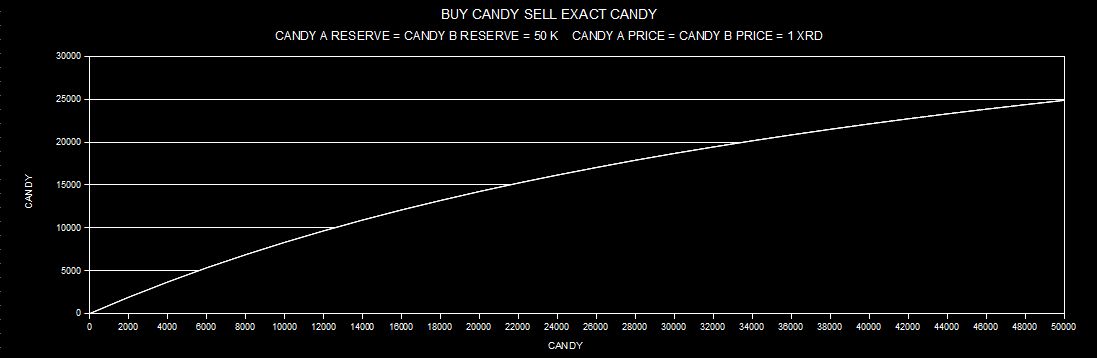 BUY CANDY SELL EXACT CANDY
CANDY A RESERVE = CANDY B RESERVE = 50 K    CANDY A PRICE = CANDY B PRICE = 1 XRD
30000
25000
20000
15000
10000
5000
0
CANDY
0 2000 4000 6000 8000 10000 12000 14000 16000 18000 20000 22000 24000 26000 28000 30000 32000 34000 36000 38000 40000 42000 44000 46000 48000 50000
CANDY